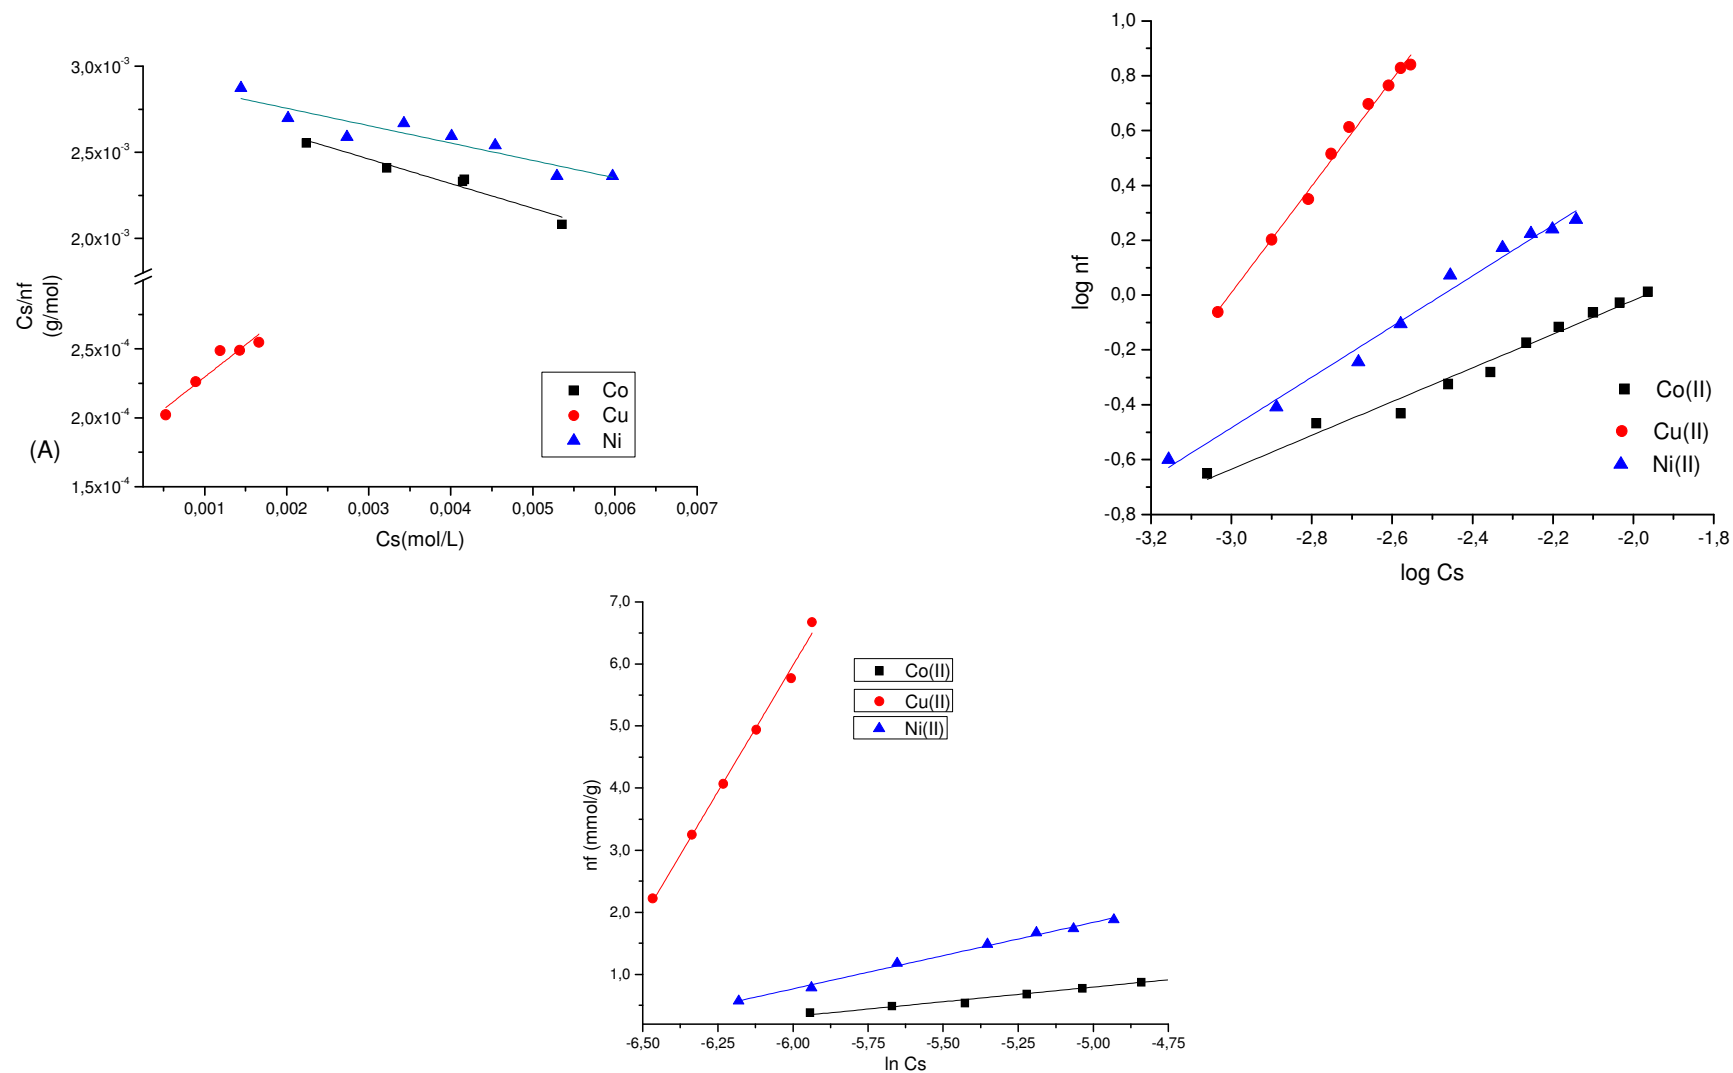 3,0x10⁻³
2,5x10⁻³
2,0x10⁻³
2,5x10⁻⁴
2,0x10⁻⁴
1,5x10⁻⁴
Cs/nf
(g/mol)
(A)
0,001 0,002 0,003 0,004 0,005 0,006 0,007
Cs(mol/L)
Co
Cu
Ni
1,0
0,8
0,6
0,4
0,2
0,0
-0,2
-0,4
-0,6
-0,8
log nf
-3,2 -3,0 -2,8 -2,6 -2,4 -2,2 -2,0 -1,8
log Cs
Co(II)
Cu(II)
Ni(II)
7,0
6,0
5,0
4,0
3,0
2,0
1,0
nf (mmol/g)
-6,50 -6,25 -6,00 -5,75 -5,50 -5,25 -5,00 -4,75
ln Cs
Co(II)
Cu(II)
Ni(II)